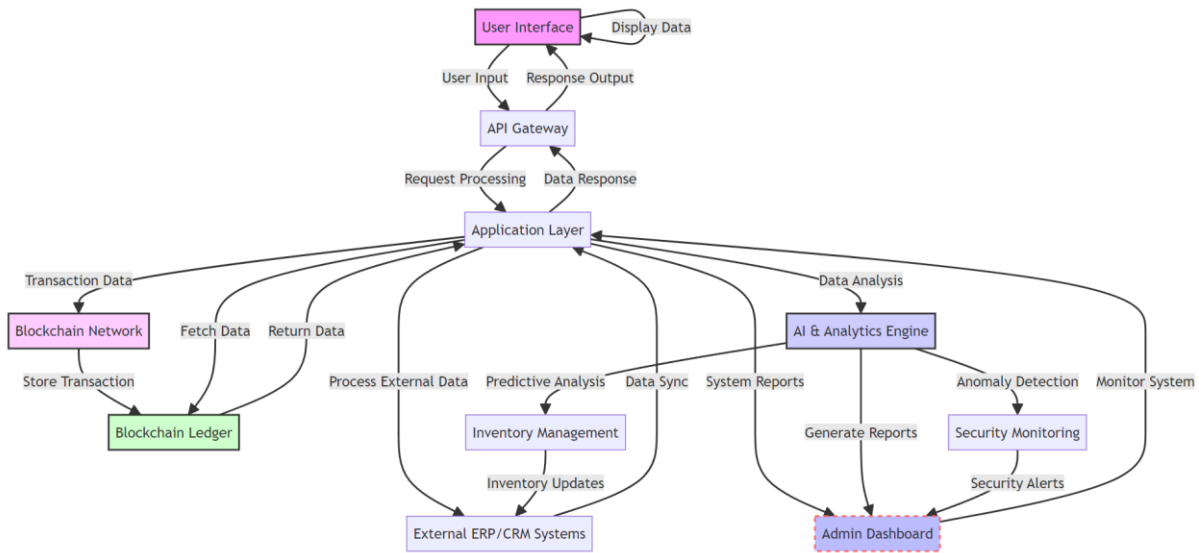 User Interface
Display Data
User Input
Response Output
API Gateway
Request Processing
Data Response
Application Layer
Transaction Data
Data Analysis
Blockchain Network
Fetch Data
Return Data
AI & Analytics Engine
Store Transaction
Process External Data
Predictive Analysis
Data Sync
System Reports
Anomaly Detection
Monitor System
Blockchain Ledger
Inventory Management
Generate Reports
Security Monitoring
Inventory Updates
Security Alerts
External ERP/CRM Systems
Admin Dashboard